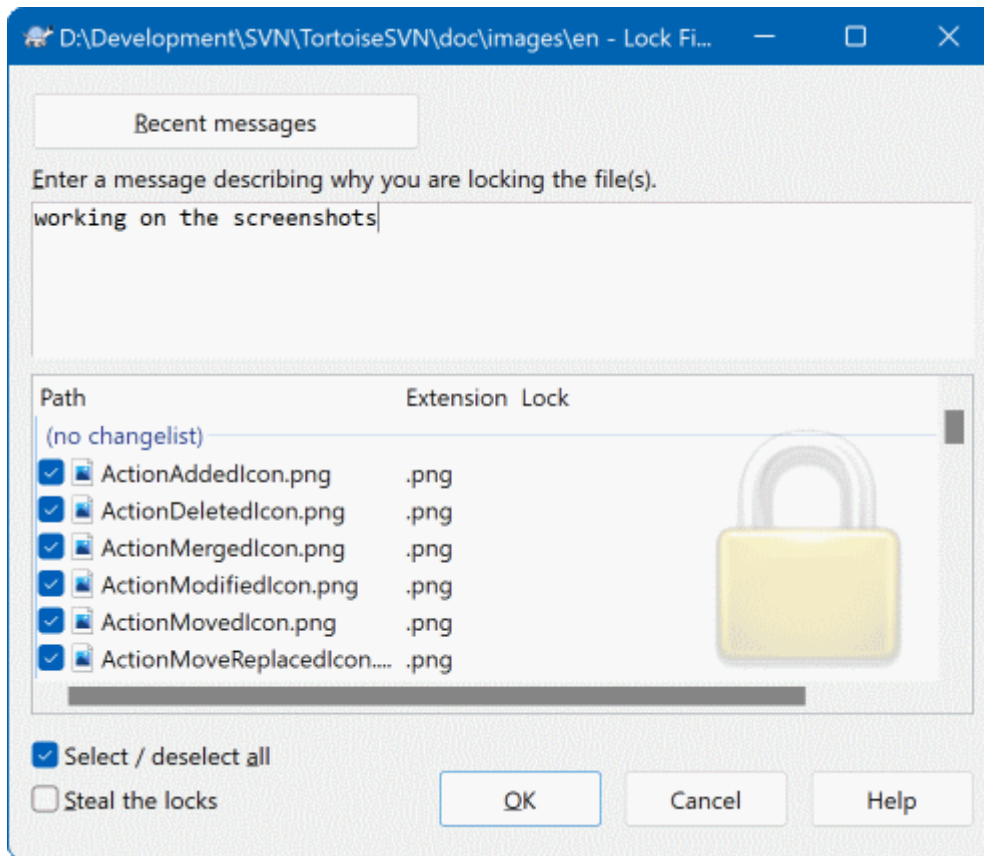 D:\Development\SVN\TortoiseSVN\doc\images\en - Lock Fi...
Recent messages
Enter a message describing why you are locking the file(s).
working on the screenshots
Path Extension Lock
(no changelist)
ActionAddedIcon.png .png
ActionDeletedIcon.png .png
ActionMergedIcon.png .png
ActionModifiedIcon.png .png
ActionMovedIcon.png .png
ActionMoveReplacedIcon.... .png
Select / deselect all
Steal the locks
OK Cancel Help